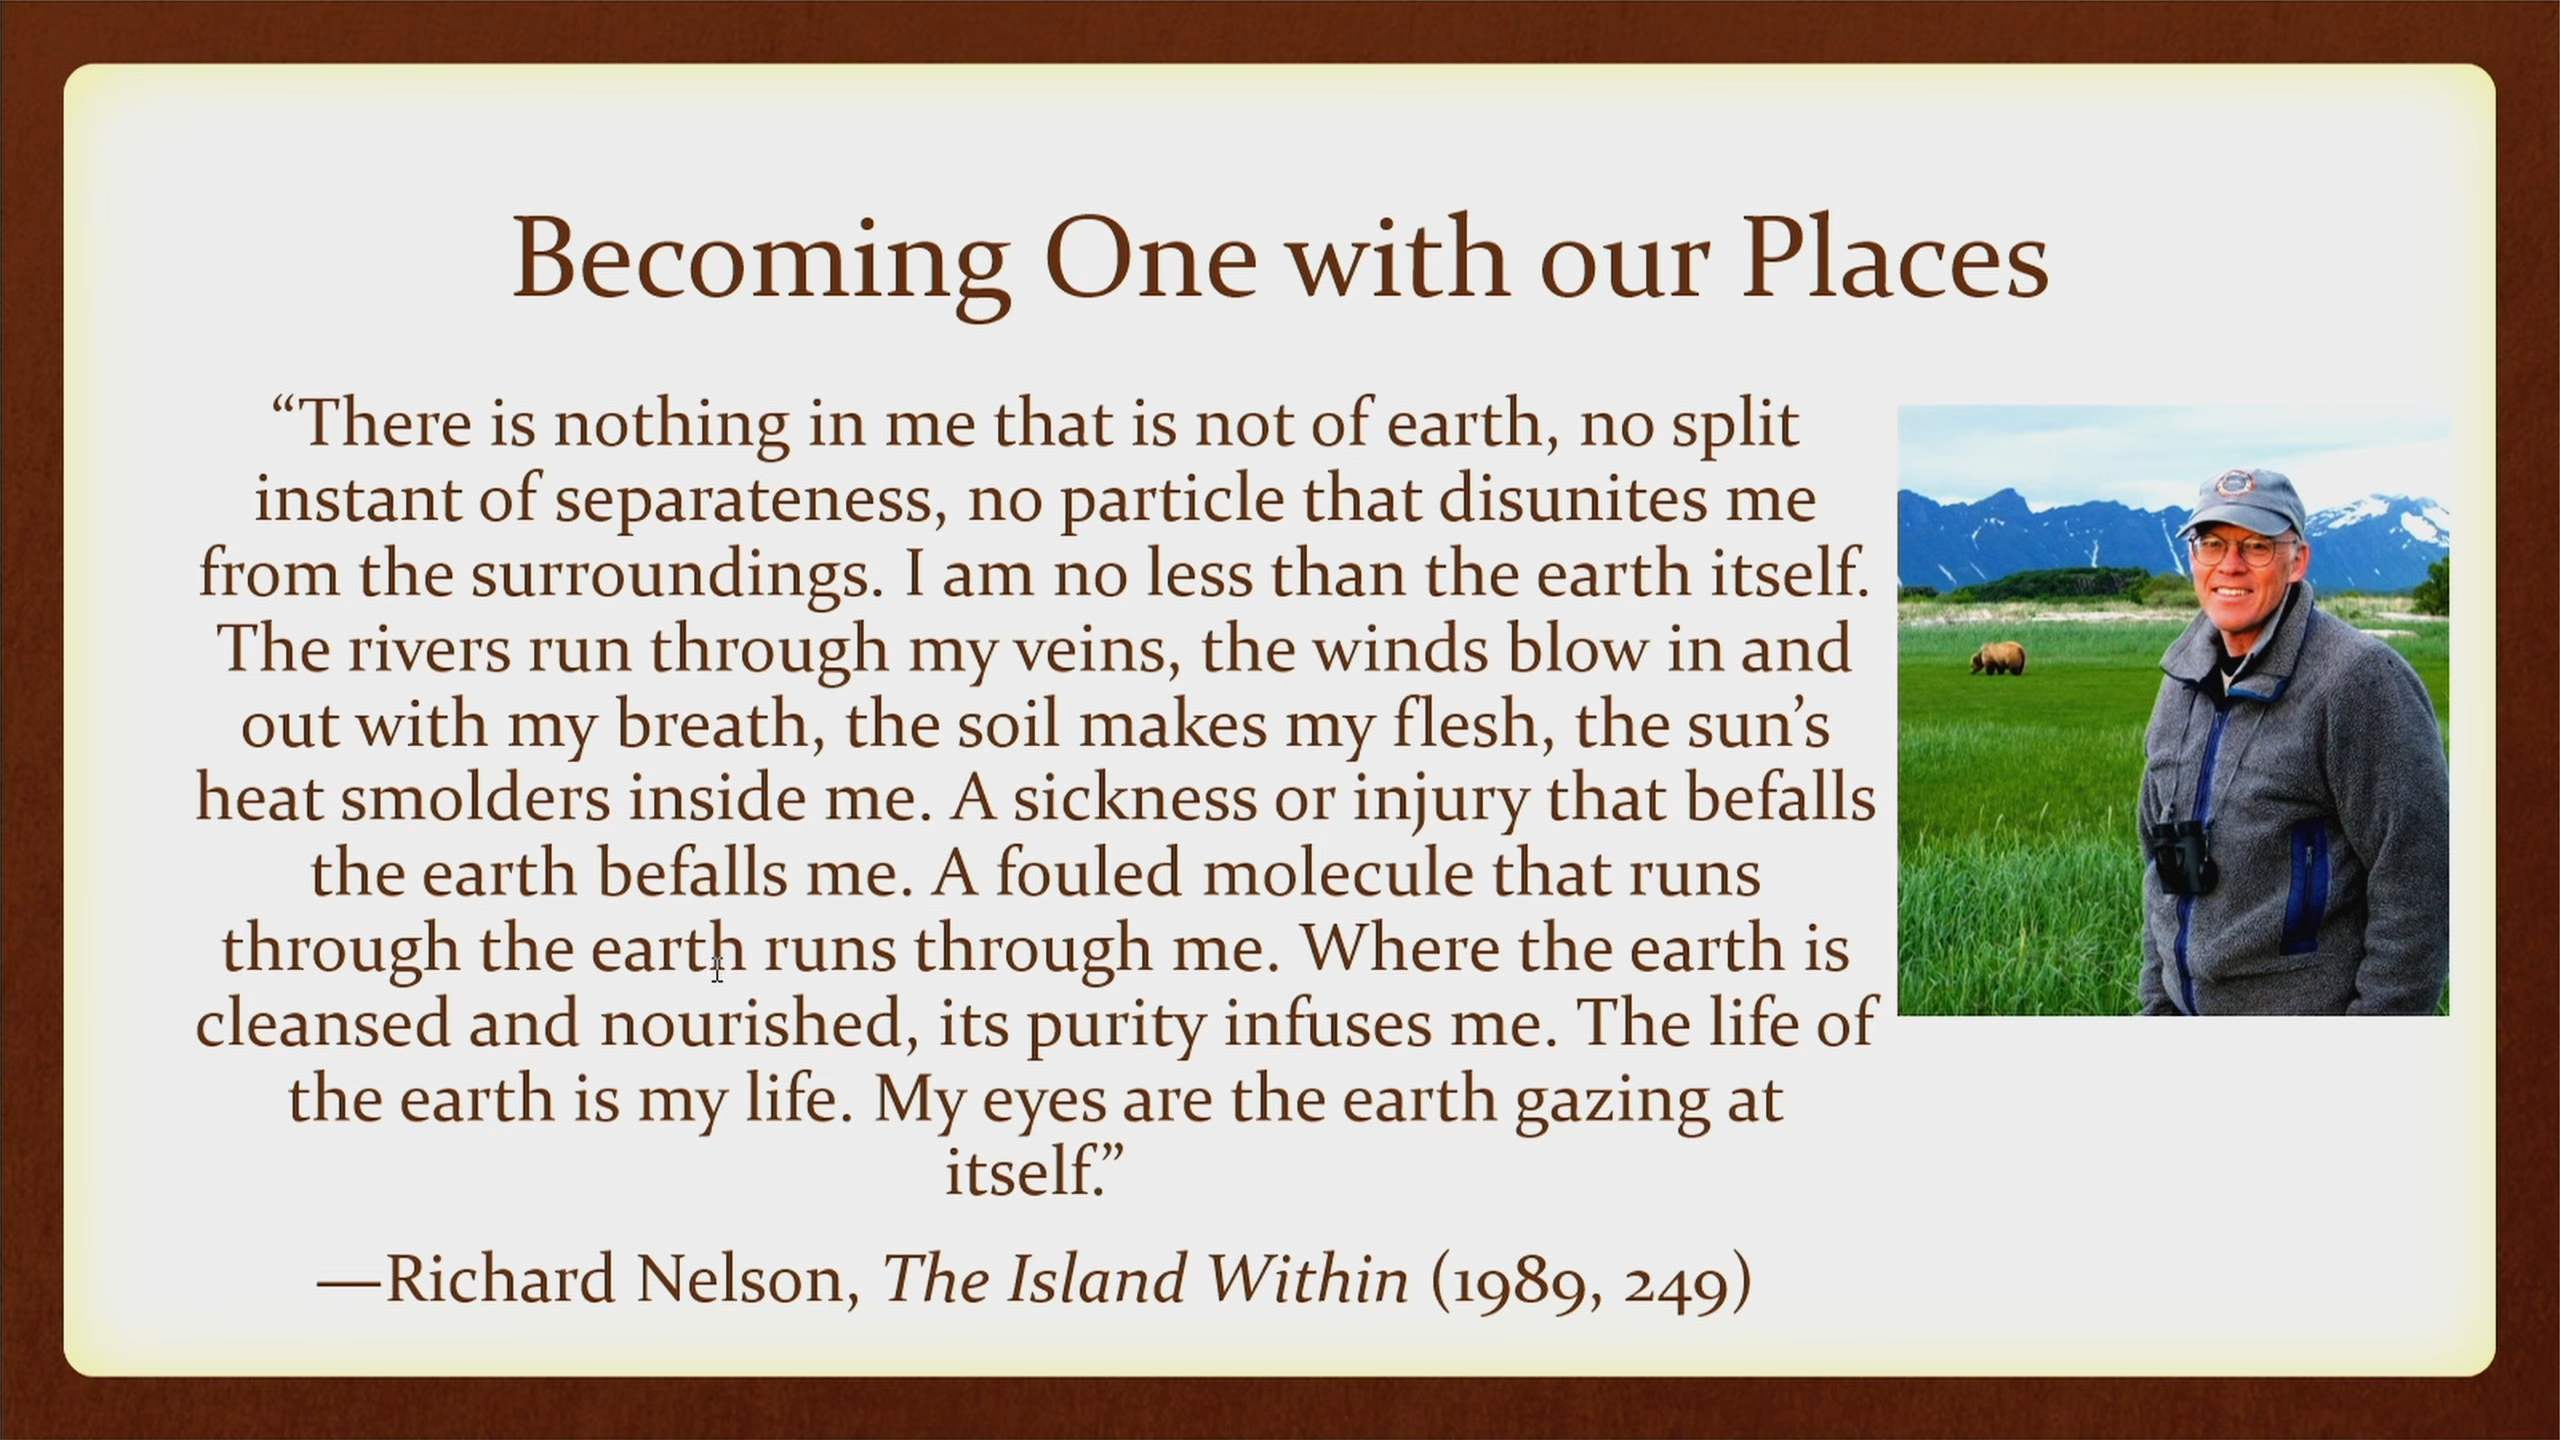 Becoming One with our Places
“There is nothing in me that is not of earth, no split
instant of separateness, no particle that disunites me
from the surroundings. I am no less than the earth itself.
The rivers run through my veins, the winds blow in and
out with my breath, the soil makes my flesh, the sun’s
heat smolders inside me. A sickness or injury that befalls
the earth befalls me. A fouled molecule that runs
through the earth runs through me. Where the earth is
cleansed and nourished, its purity infuses me. The life of
the earth is my life. My eyes are the earth gazing at
itself.”
—Richard Nelson, The Island Within (1989, 249)